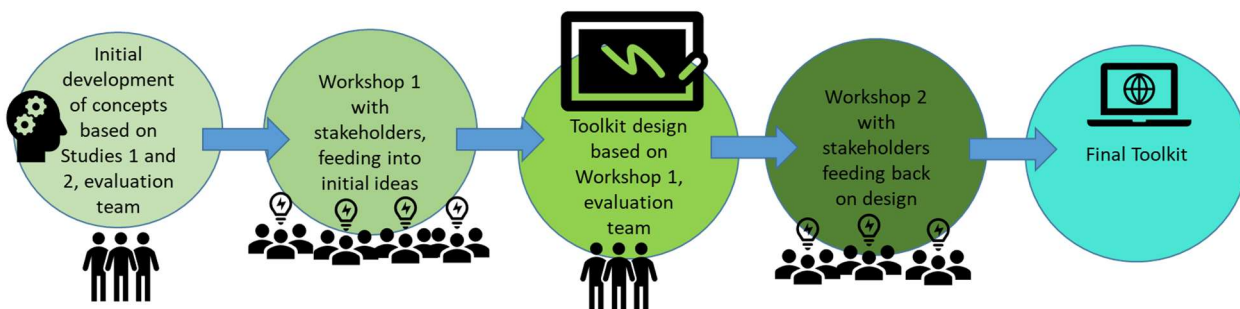 Initial
development
of concepts
based on
Studies 1 and
2, evaluation
team
Workshop 1
with
stakeholders,
feeding into
initial ideas
Toolkit design
based on
Workshop 1,
evaluation
team
Workshop 2
with
stakeholders
feeding back
on design
Final Toolkit